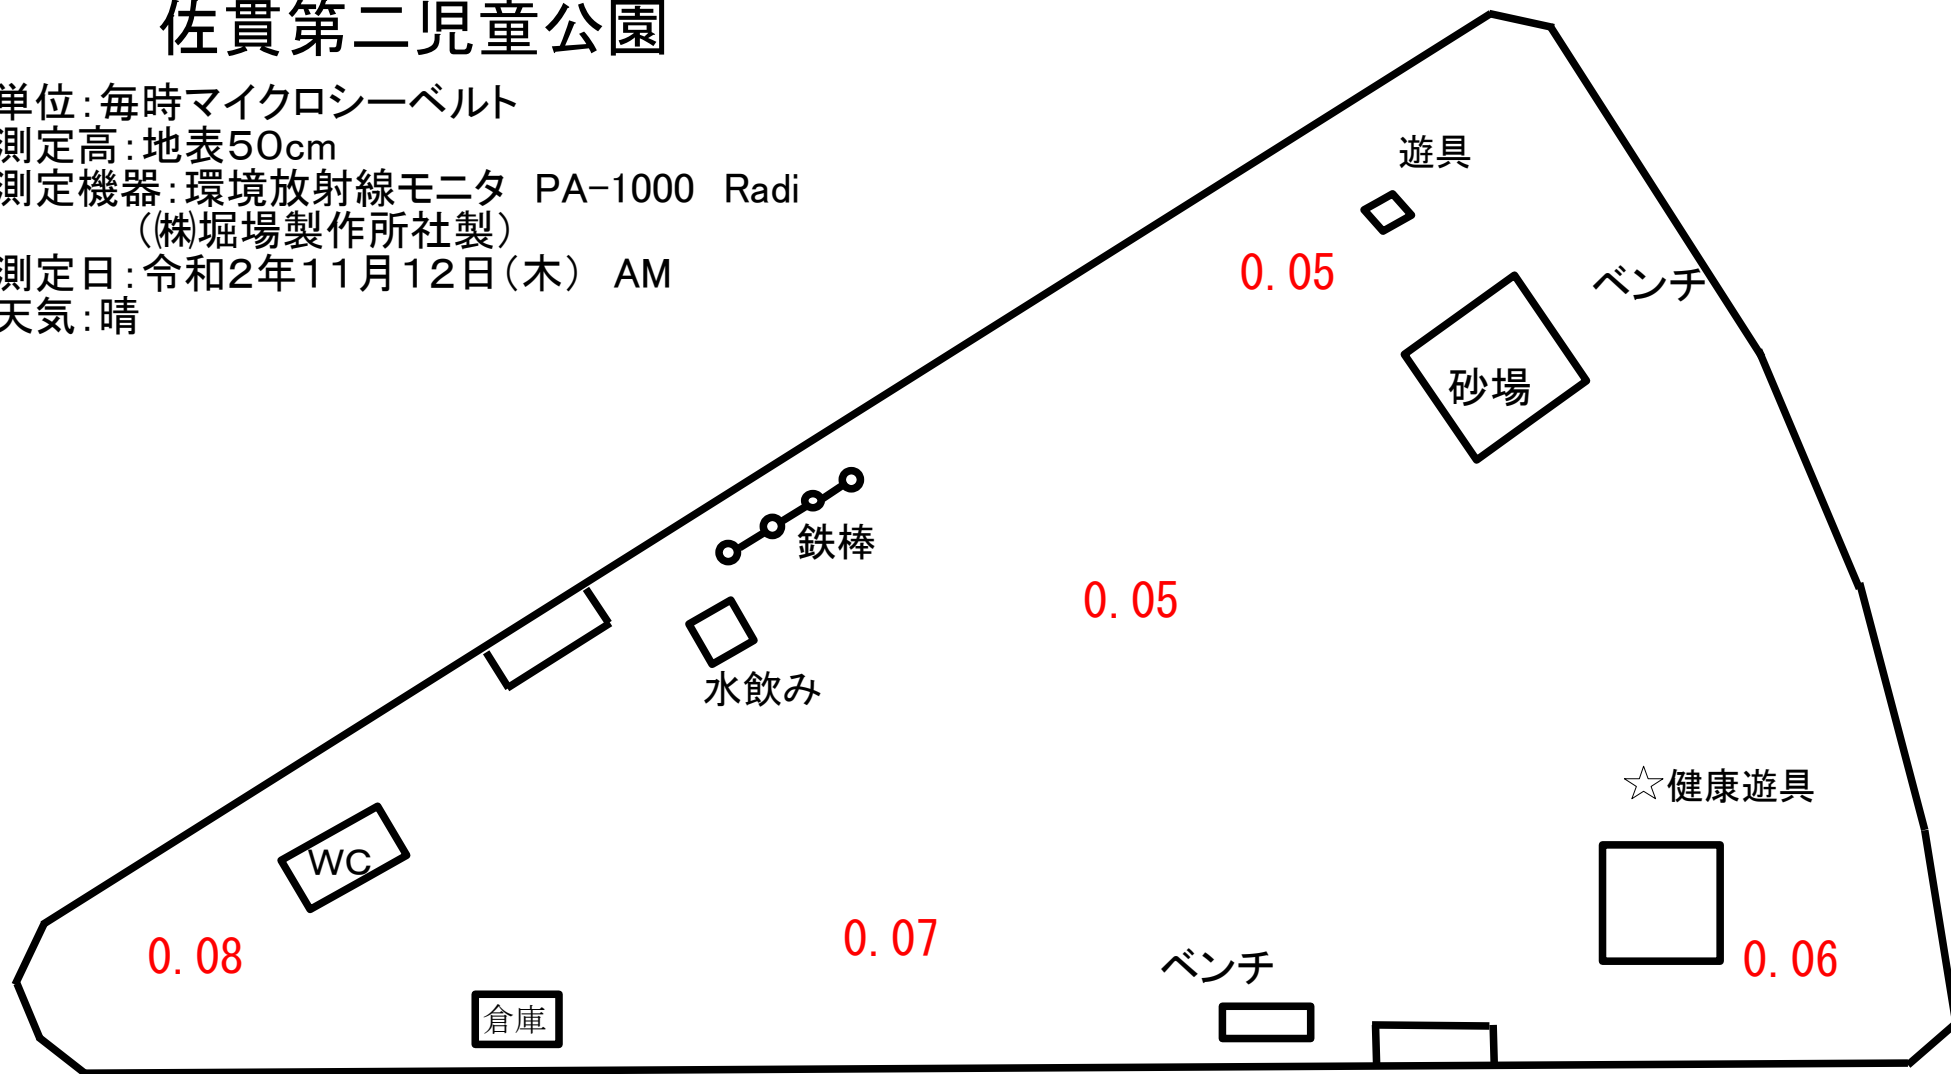 佐貫第二児童公園
単位:毎時マイクロシーベルト
測定高:地表50cm
測定機器:環境放射線モニタ PA-1000 Radi
(㈱堀場製作所社製)
測定日:令和2年11月12日(木) AM
天気:晴
遊具
0.05
ベンチ
砂場
鉄棒
0.05
水飲み
☆健康遊具
WC
0.08
0.07
ベンチ
0.06
倉庫